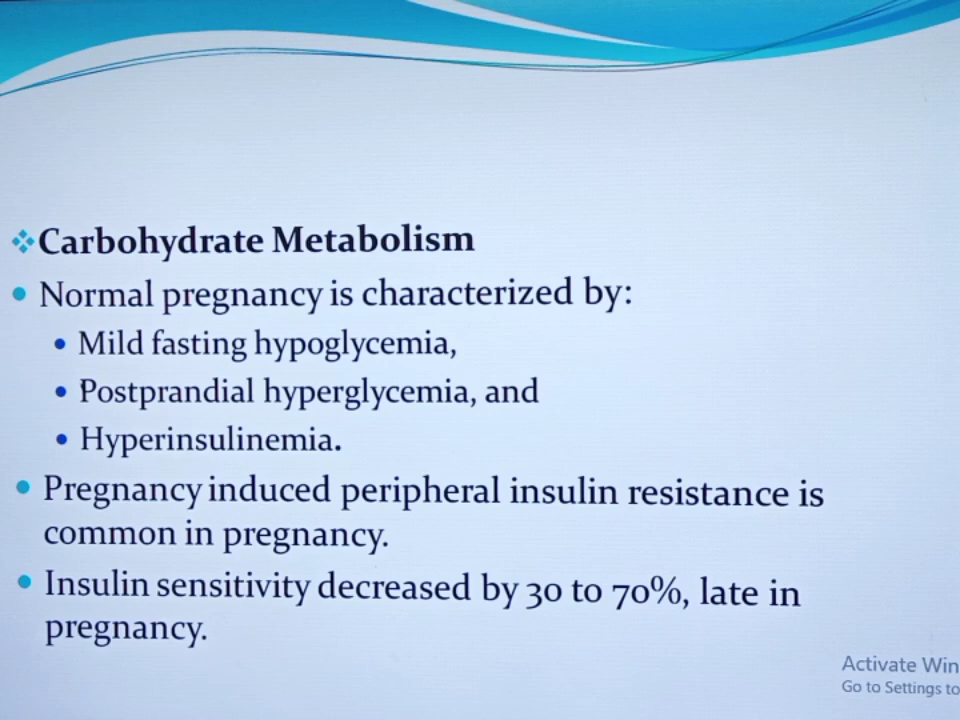 ❖Carbohydrate Metabolism
• Normal pregnancy is characterized by:
• Mild fasting hypoglycemia,
• Postprandial hyperglycemia, and
• Hyperinsulinemia.
• Pregnancy induced peripheral insulin resistance is
common in pregnancy.
• Insulin sensitivity decreased by 30 to 70%, late in
pregnancy.
Activate Win
Go to Settings to